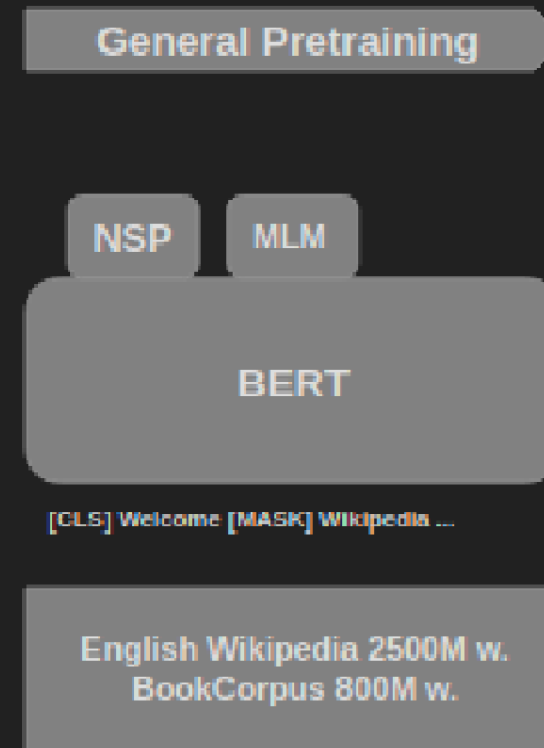 General Pretraining
NSP MLM
BERT
[CLS] Welcome [MASK] Wikipedia ...
English Wikipedia 2500M w.
BookCorpus 800M w.